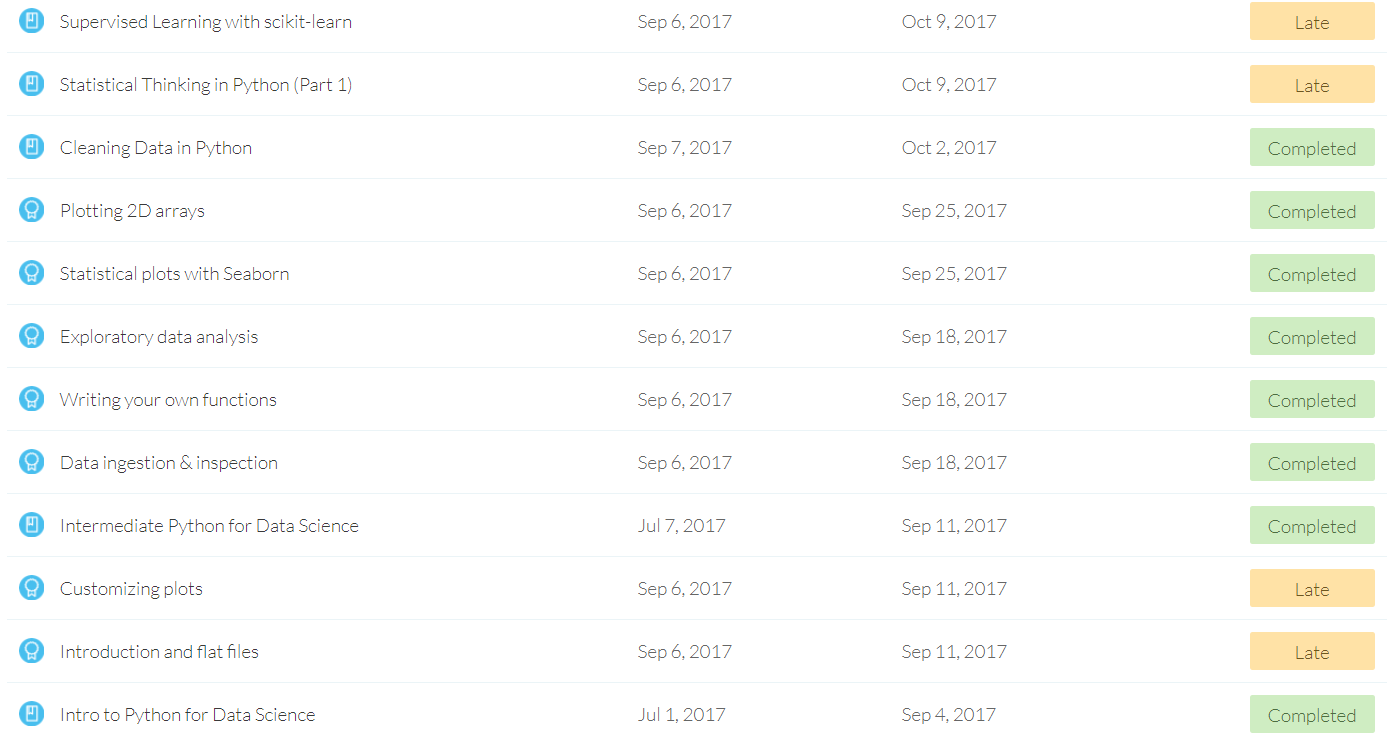 Supervised Learning with scikit-learn Sep 6, 2017 Oct 9, 2017 Late
Statistical Thinking in Python (Part 1) Sep 6, 2017 Oct 9, 2017 Late
Cleaning Data in Python Sep 7, 2017 Oct 2, 2017 Completed
Plotting 2D arrays Sep 6, 2017 Sep 25, 2017 Completed
Statistical plots with Seaborn Sep 6, 2017 Sep 25, 2017 Completed
Exploratory data analysis Sep 6, 2017 Sep 18, 2017 Completed
Writing your own functions Sep 6, 2017 Sep 18, 2017 Completed
Data ingestion & inspection Sep 6, 2017 Sep 18, 2017 Completed
Intermediate Python for Data Science Jul 7, 2017 Sep 11, 2017 Completed
Customizing plots Sep 6, 2017 Sep 11, 2017 Late
Introduction and flat files Sep 6, 2017 Sep 11, 2017 Late
Intro to Python for Data Science Jul 1, 2017 Sep 4, 2017 Completed